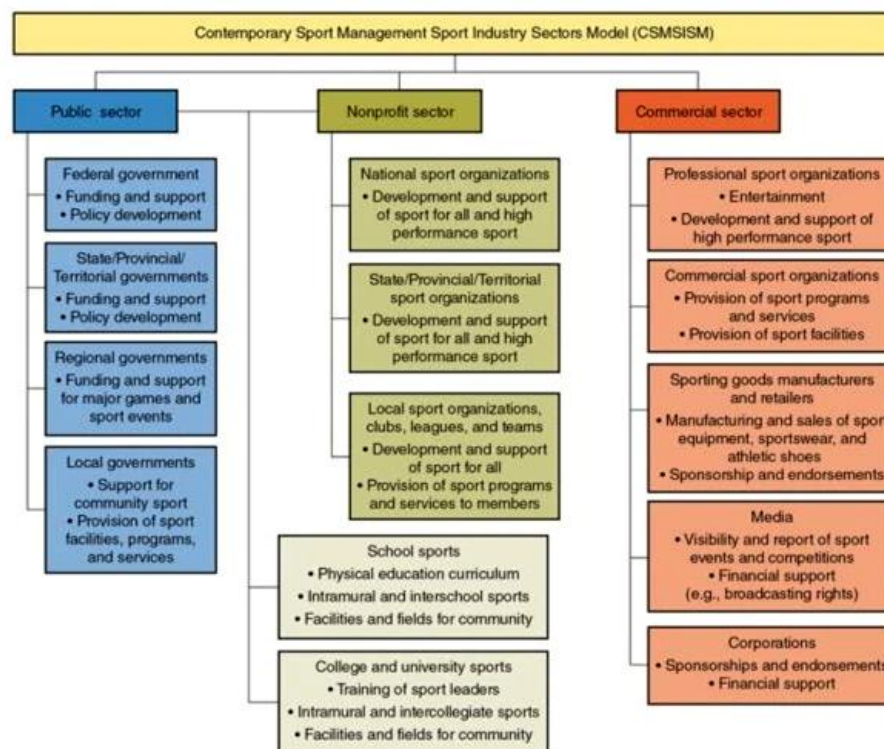 Contemporary Sport Management Sport Industry Sectors Model (CSMSISM)
Public sector
Federal government
• Funding and support
• Policy development
State/Provincial/
Territorial governments
• Funding and support
• Policy development
Regional governments
• Funding and support
for major games and
sport events
Local governments
• Support for
community sport
• Provision of sport
facilities, programs,
and services
Nonprofit sector
National sport organizations
• Development and support
of sport for all and high
performance sport
State/Provincial/Territorial
sport organizations
• Development and support
of sport for all and high
performance sport
Local sport organizations,
clubs, leagues, and teams
• Development and support
of sport for all
• Provision of sport programs
and services to members
School sports
• Physical education curriculum
• Intramural and interschool sports
• Facilities and fields for community
College and university sports
• Training of sport leaders
• Intramural and intercollegiate sports
• Facilities and fields for community
Commercial sector
Professional sport organizations
• Entertainment
• Development and support of
high performance sport
Commercial sport organizations
• Provision of sport programs
and services
• Provision of sport facilities
Sporting goods manufacturers
and retailers
• Manufacturing and sales of sport
equipment, sportswear, and
athletic shoes
• Sponsorship and endorsements
Media
• Visibility and report of sport
events and competitions
• Financial support
(e.g., broadcasting rights)
Corporations
• Sponsorships and endorsements
• Financial support